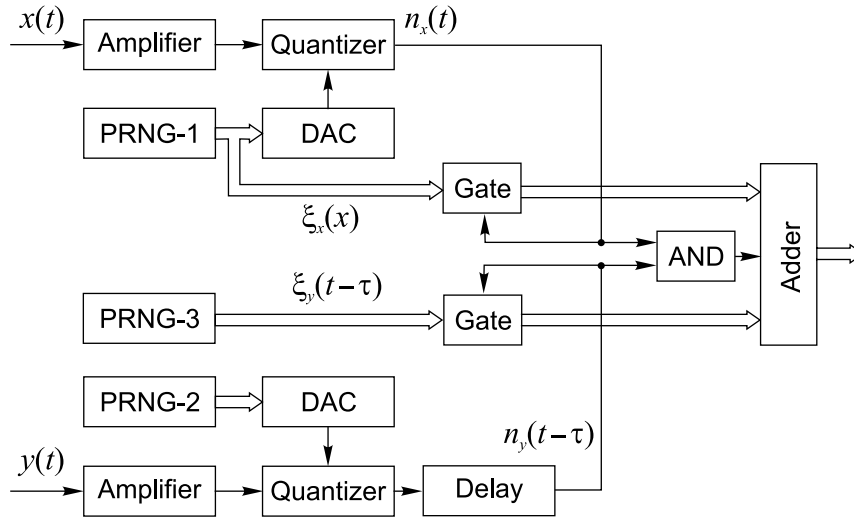 x(t)
Amplifier
Quantizer
n_x(t)
PRNG-1
DAC
Gate
ξ_x(x)
AND
Adder
ξ_y(t−τ)
PRNG-3
Gate
PRNG-2
DAC
n_y(t−τ)
y(t)
Amplifier
Quantizer
Delay